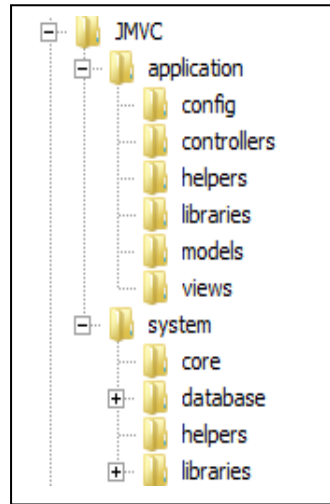 JMVC
application
config
controllers
helpers
libraries
models
views
system
core
database
helpers
libraries